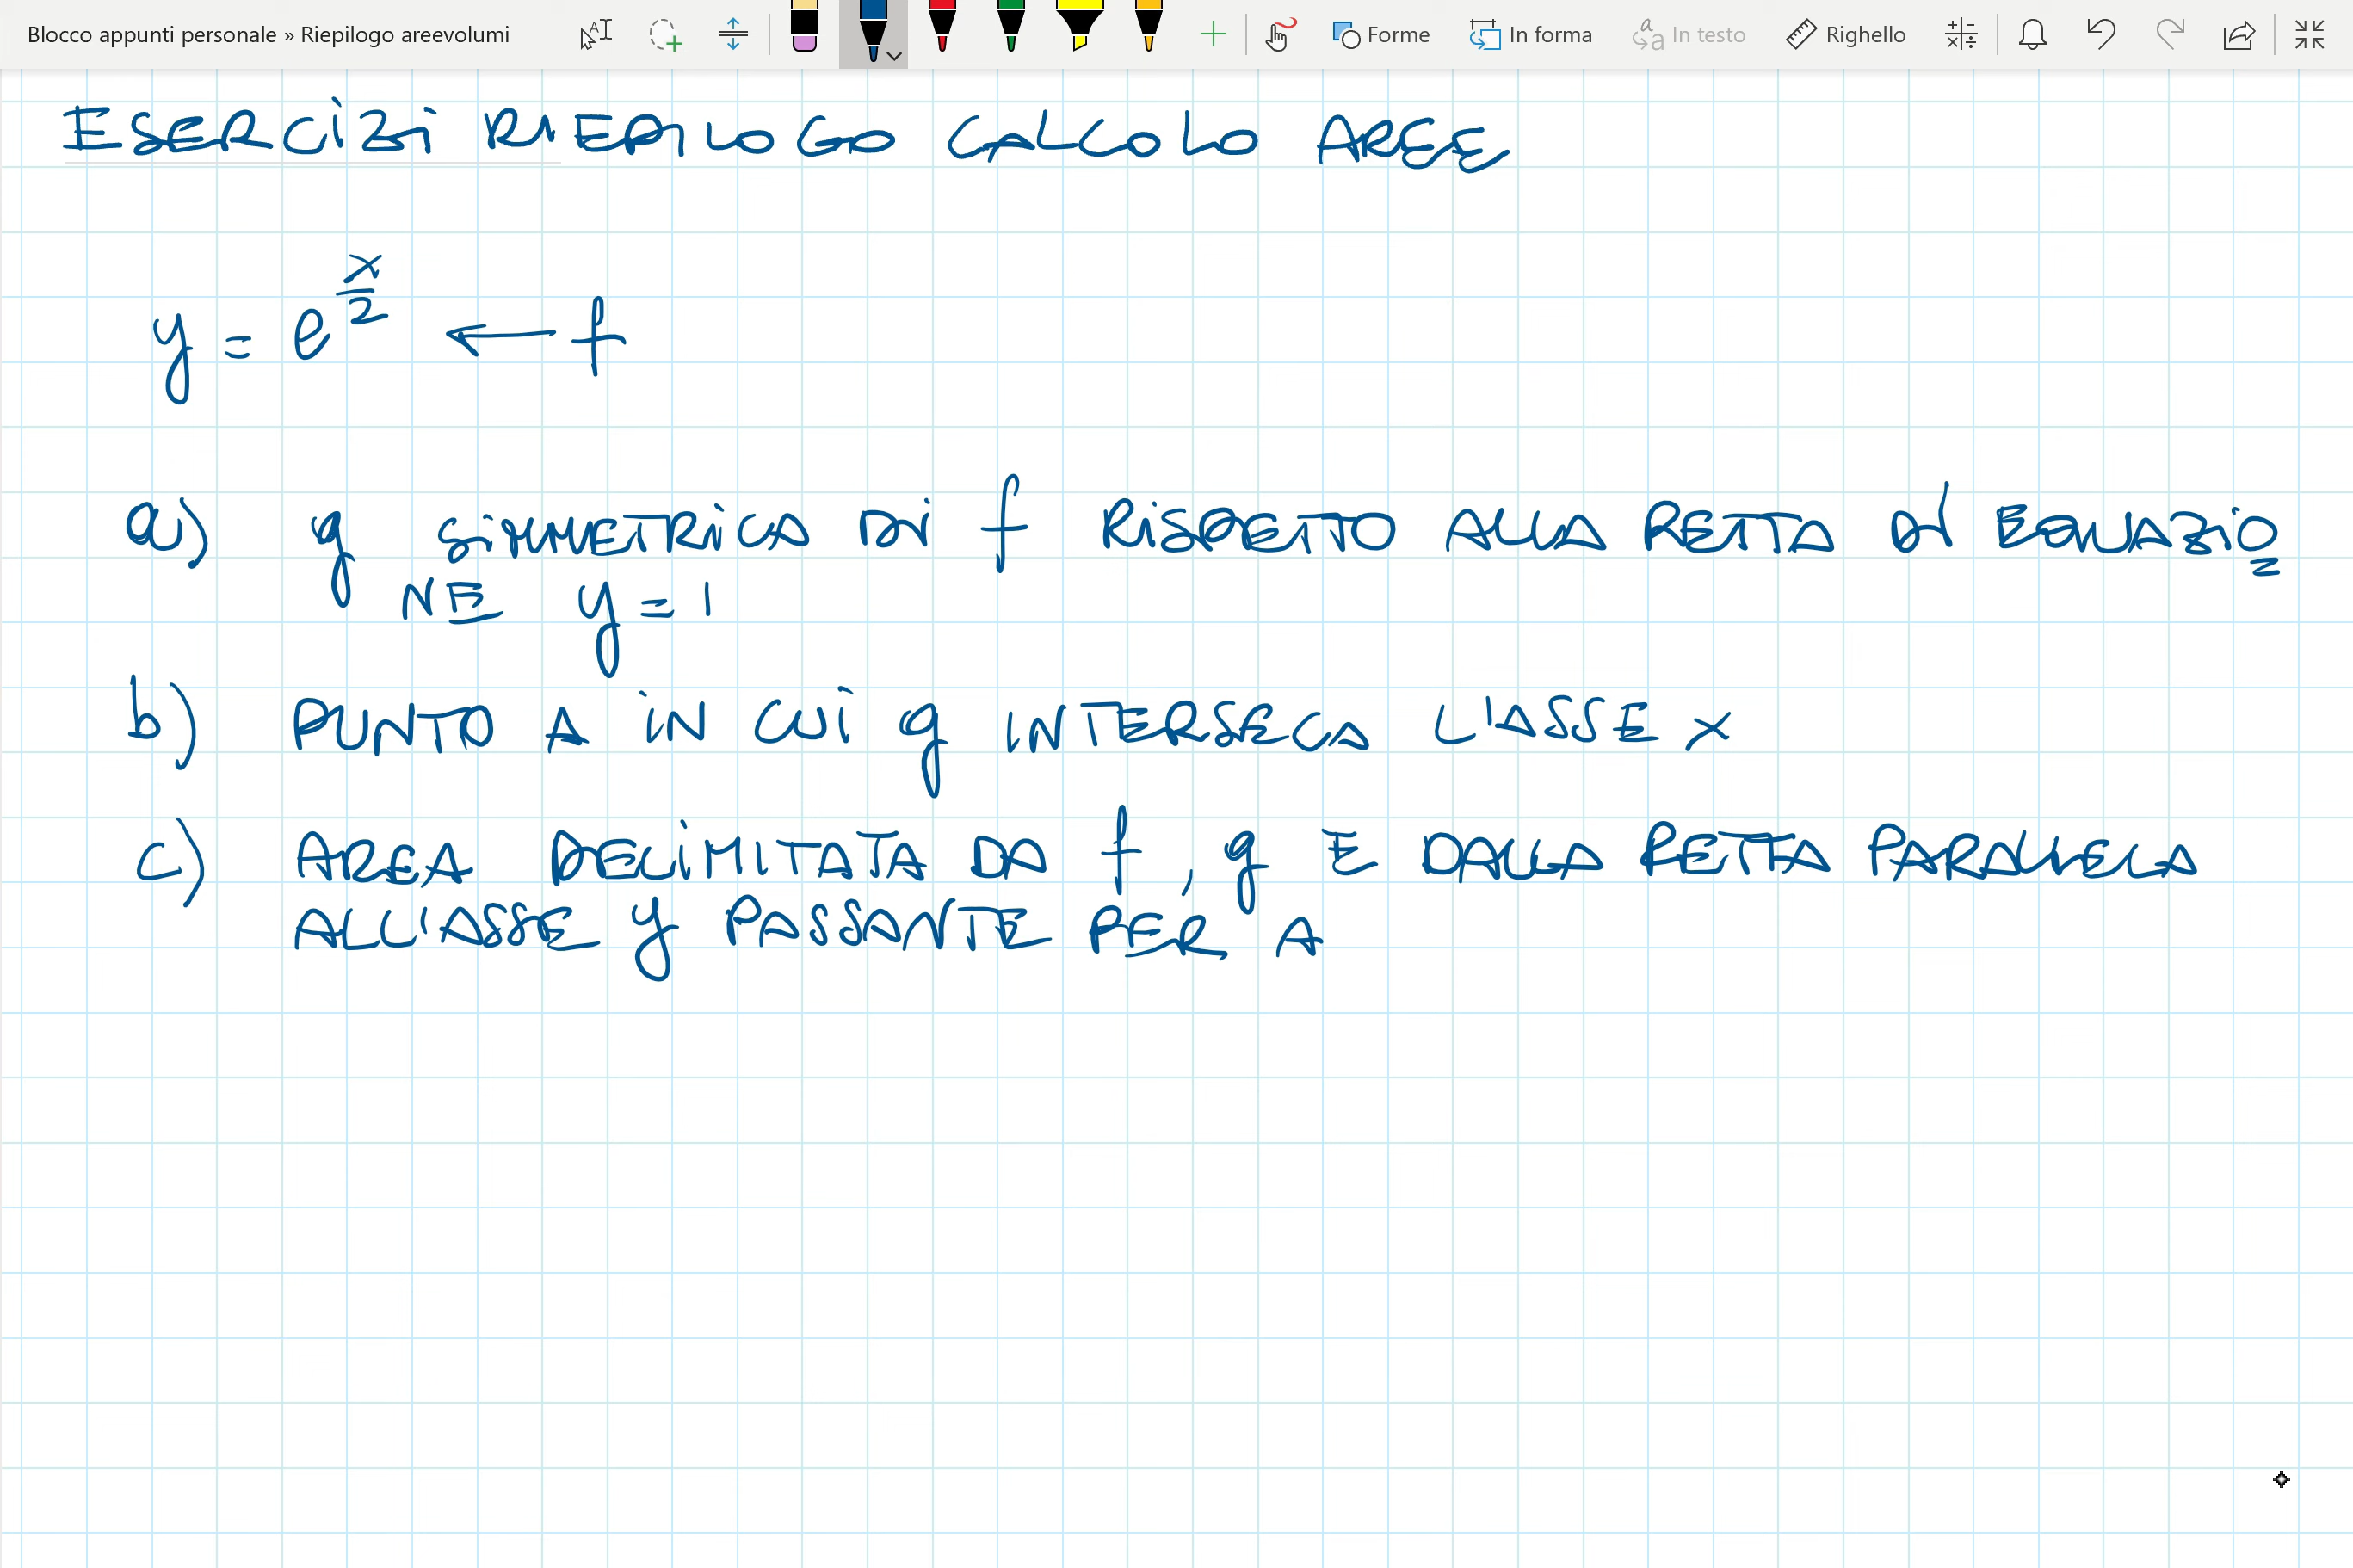 Blocco appunti personale » Riepilogo areevolumi Forme In forma In testo Righello
ESERCIZI RIEPILOGO CALCOLO AREE
y = e^(x/2) ← f
a) g SIMMETRICA DI f RISPETTO ALLA RETTA DI EQUAZIO
NE y = 1
b) PUNTO A IN CUI g INTERSECA L'ASSE x
c) AREA DELIMITATA DA f, g E DALLA RETTA PARALLELA
ALL'ASSE y PASSANTE PER A